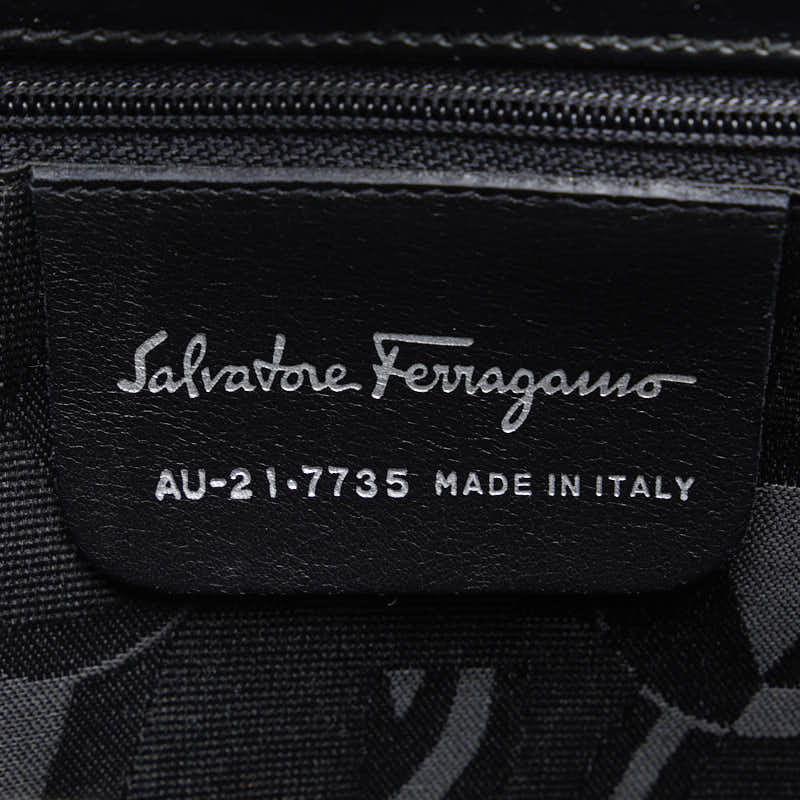 Salvatore Ferragamo
AU-21·7735 MADE IN ITALY